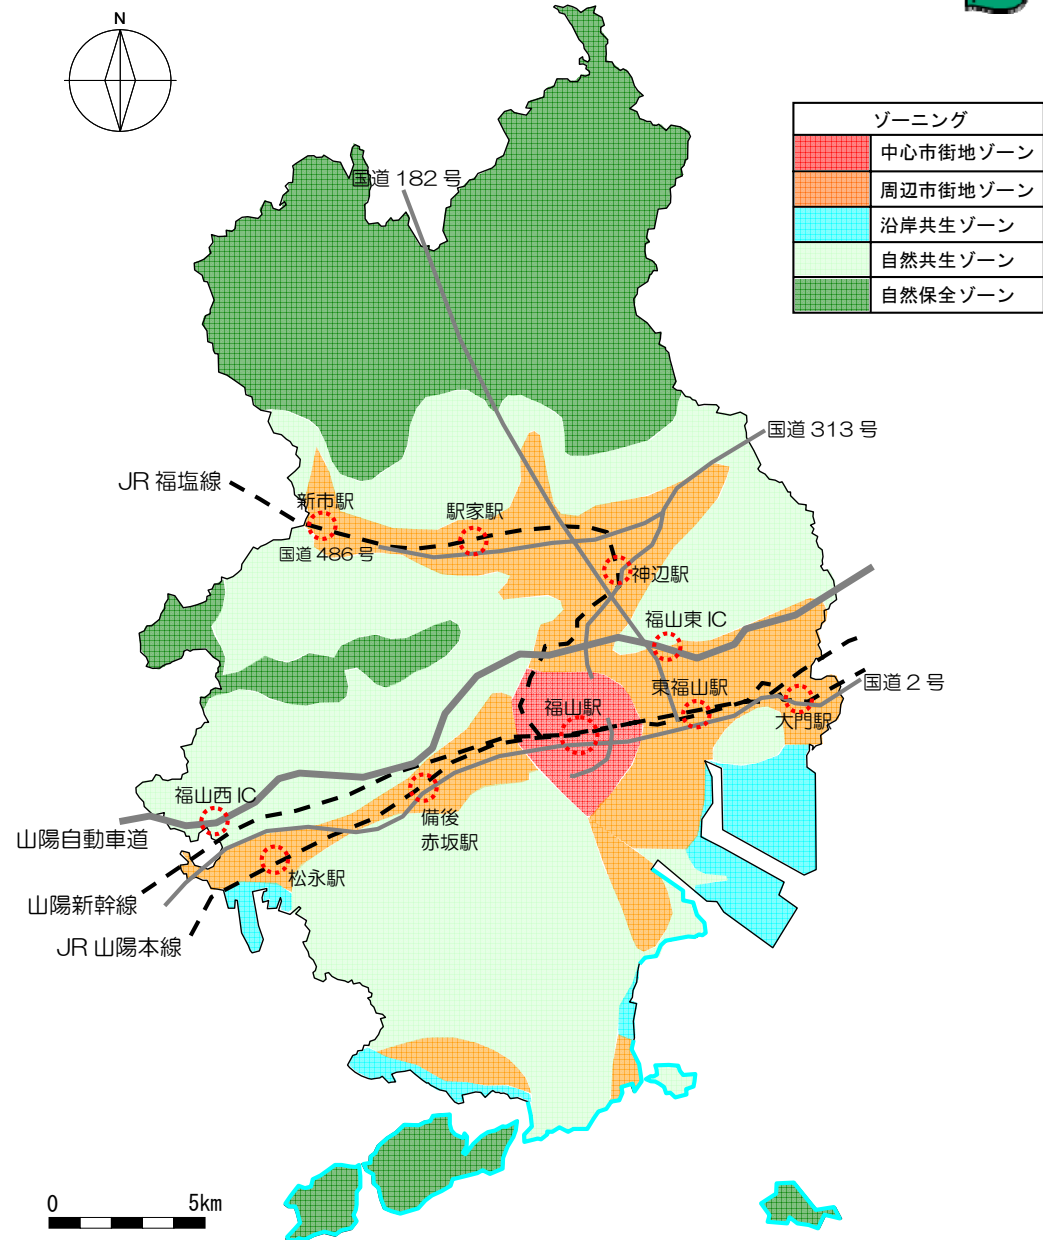 N
ゾーニング
中心市街地ゾーン
周辺市街地ゾーン
沿岸共生ゾーン
自然共生ゾーン
自然保全ゾーン
国道 182 号
国道 313 号
JR 福塩線
新市駅
駅家駅
国道 486 号
神辺駅
福山東 IC
東福山駅
国道 2 号
福山駅
大門駅
福山西 IC
備後
赤坂駅
山陽自動車道
松永駅
山陽新幹線
JR 山陽本線
0 5km